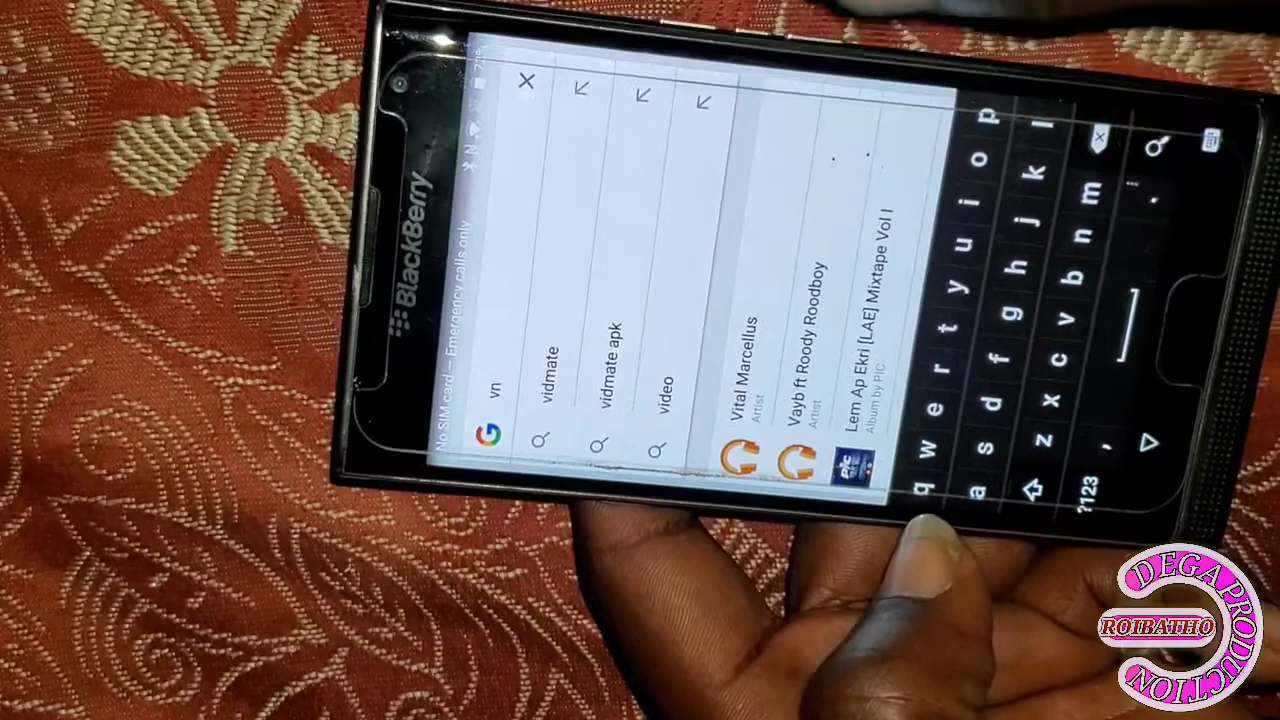 BlackBerry
No SIM card — Emergency calls only
71%
vn
vidmate
vidmate apk
video
Vital Marcellus
Artist
Vayb ft Roody Roodboy
Artist
Lem Ap Ekri [LAE] Mixtape Vol I
Album by PIC
q w e r t y u i o p
a s d f g h j k l
z x c v b n m
?123 , .
DEGA PRODUCTION
ROIBATHO